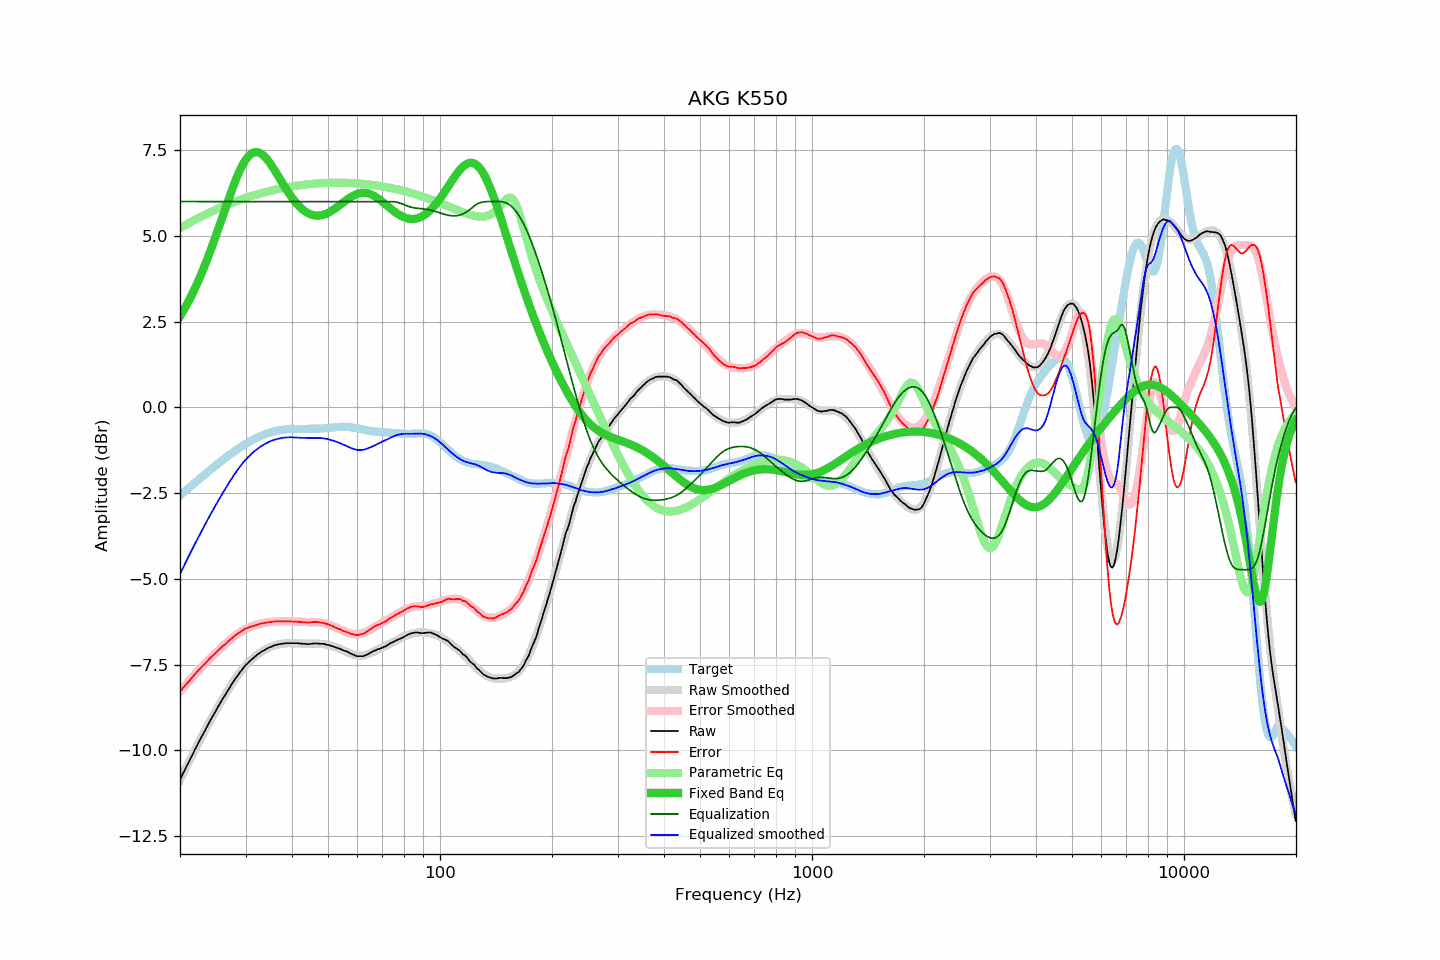 AKG K550
7.5
5.0
2.5
0.0
−2.5
−5.0
−7.5
−10.0
−12.5
Amplitude (dBr)
Target
Raw Smoothed
Error Smoothed
Raw
Error
Parametric Eq
Fixed Band Eq
Equalization
Equalized smoothed
100
1000
10000
Frequency (Hz)